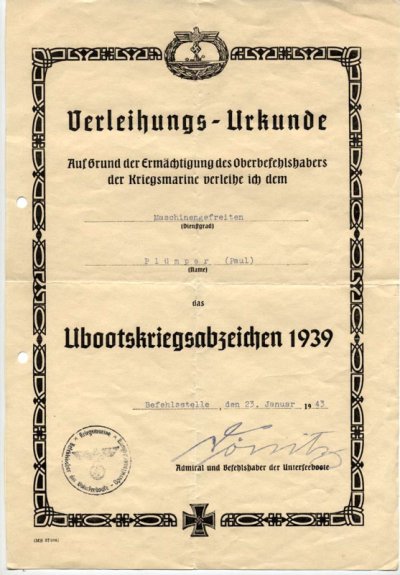 Verleihungs-Urkunde
Auf Grund der Ermächtigung des Oberbefehlshabers
der Kriegsmarine verleihe ich dem
Maschinengefreiten
(Dienstgrad)
Plümper (Paul)
(Name)
das
Ubootskriegsabzeichen 1939
Befehlsstelle, den 23. Januar 1943
Dönitz
Admiral und Befehlshaber der Unterseeboote
Kriegsmarine